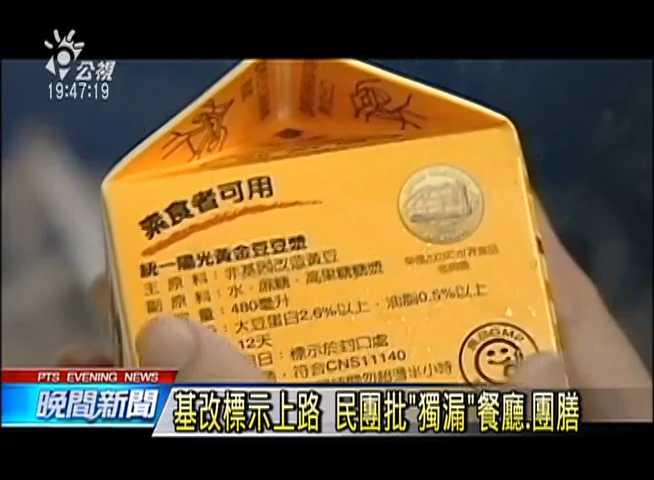 公視
19:47:19
素食者可用
統一陽光黃金豆豆漿
主 原 料：非基因改造黃豆
副 原 料：水、蔗糖、高果糖糖漿
量：480毫升
大豆蛋白2.6%以上，油脂0.5%以上
12天
日：標示於封口處
符合CNS11140
GMP
PTS EVENING NEWS
晚間新聞
基改標示上路 民團批"獨漏"餐廳.團膳